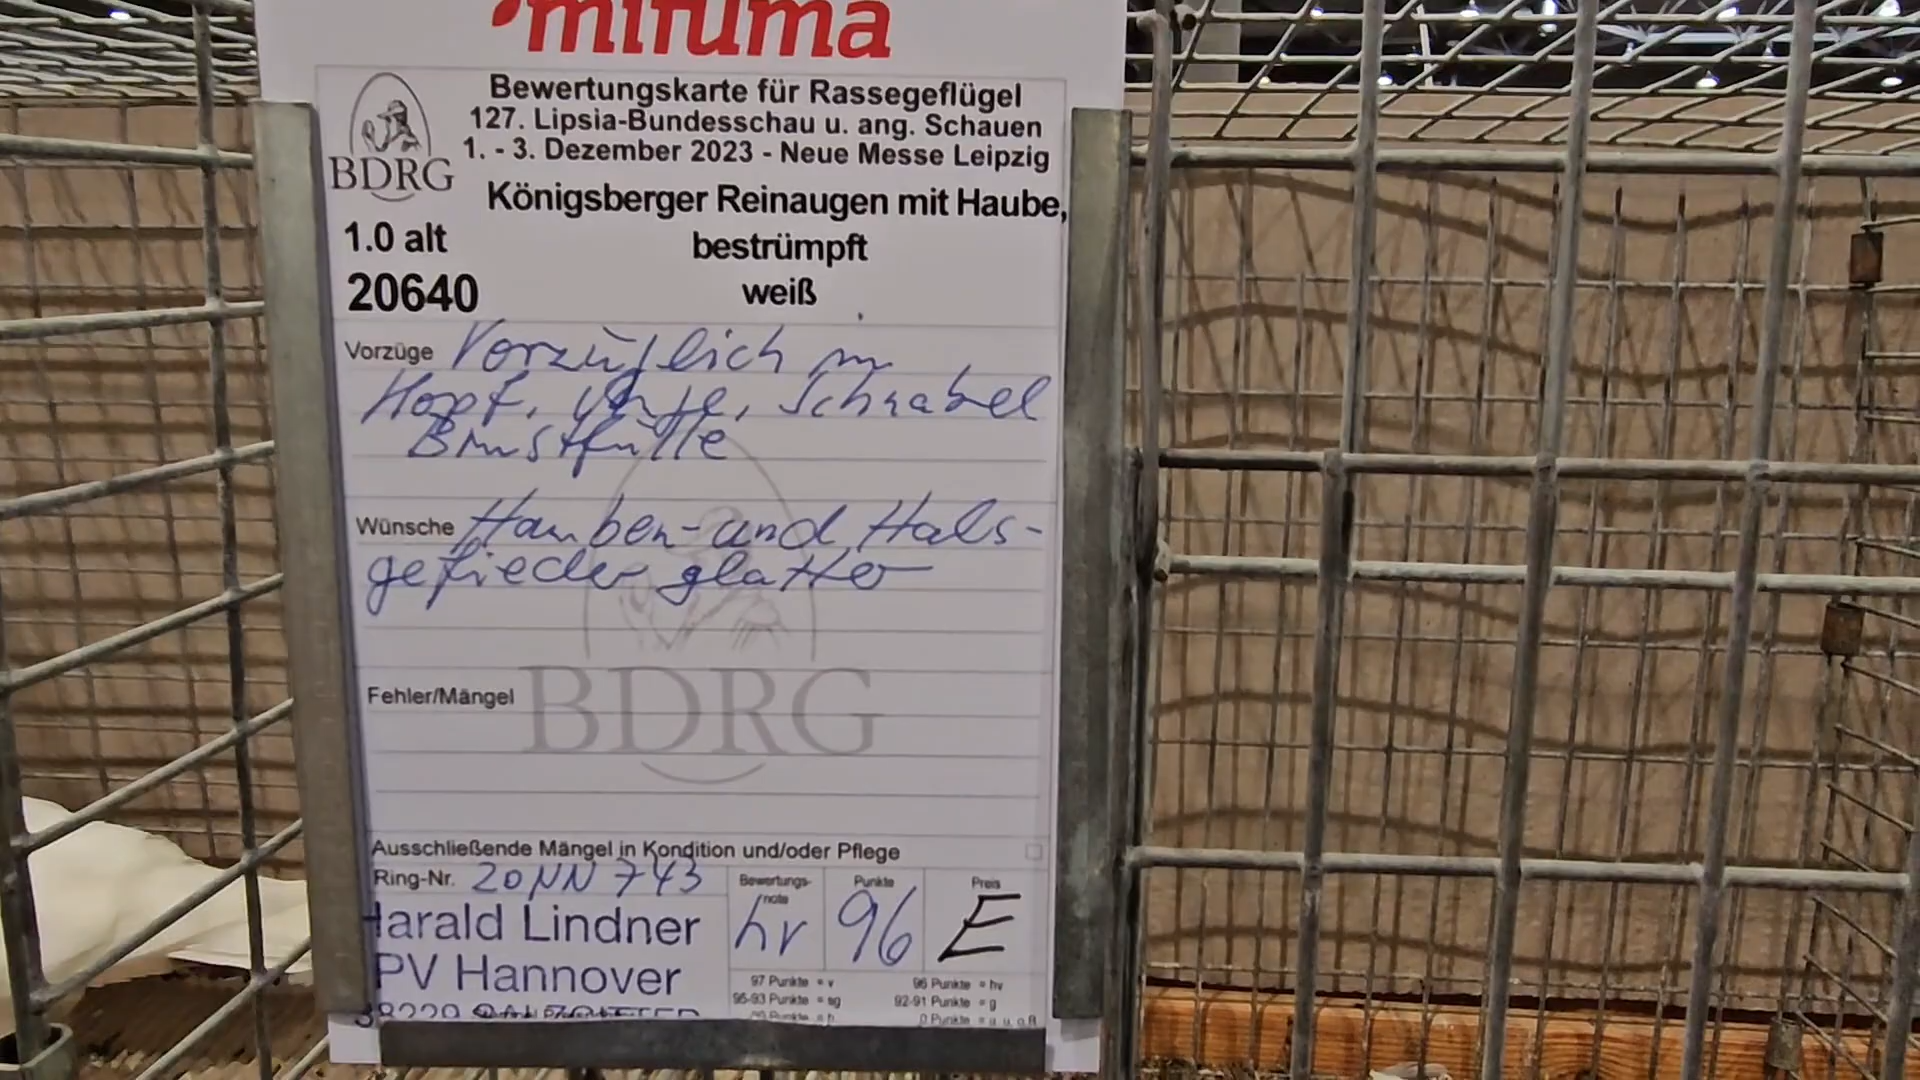 mifuma
Bewertungskarte für Rassegeflügel
127. Lipsia-Bundesschau u. ang. Schauen
1. - 3. Dezember 2023 - Neue Messe Leipzig
BDRG
Königsberger Reinaugen mit Haube,
1.0 alt
bestrümpft
20640
weiß
Vorzüge Vorzüglich in
Kopf, Schnabel
Brustfülle
Wünsche Hauben- und Hals-
gefieder glatter
Fehler/Mängel
BDRG
Ausschließende Mängel in Kondition und/oder Pflege
Ring-Nr. 20 NN 743
Bewertungs-
note
hv
Punkte
96
Preis
E
Harald Lindner
PV Hannover
97 Punkte = v
96 Punkte = hv
95-93 Punkte = sg
92-91 Punkte = g